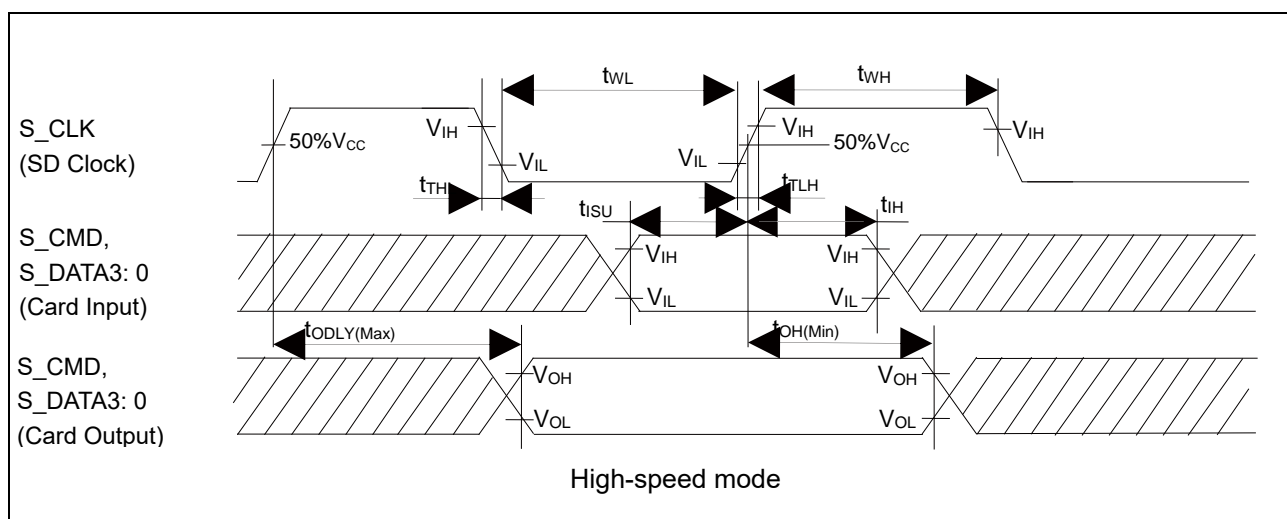 tWL
tWH
S_CLK
(SD Clock)
50%VCC
VIH
VIL
VIL
VIH
50%VCC
VIH
tTHL
tTLH
tISU
tIH
S_CMD,
S_DATA3: 0
(Card Input)
VIH
VIL
VIH
VIL
tODLY(Max)
tOH(Min)
S_CMD,
S_DATA3: 0
(Card Output)
VOH
VOL
VOH
VOL
High-speed mode